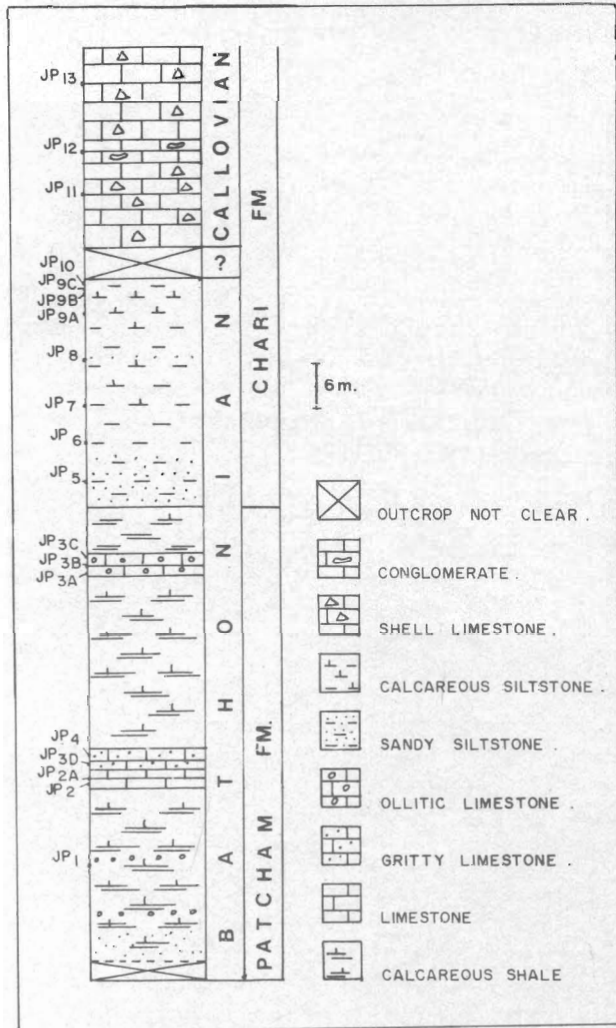 JP13
JP12
JP11
JP10
JP9C
JP9B
JP9A
JP8
JP7
JP6
JP5
JP3C
JP3B
JP3A
JP4
JP3D
JP2A
JP2
JP1
CALLOVIAN
?
BATHONIANI
CHARI FM
PATCHAM FM.
6m.
OUTCROP NOT CLEAR.
CONGLOMERATE.
SHELL LIMESTONE.
CALCAREOUS SILTSTONE.
SANDY SILTSTONE.
OLLITIC LIMESTONE.
GRITTY LIMESTONE.
LIMESTONE
CALCAREOUS SHALE